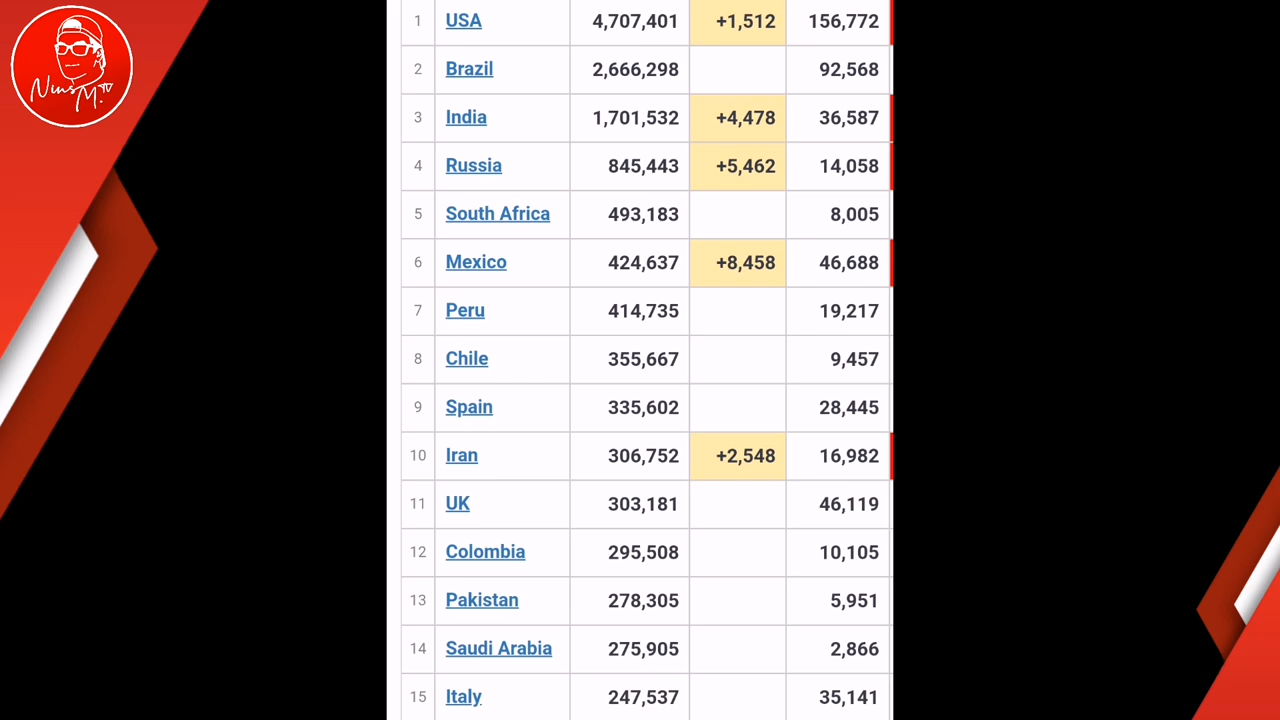 Nins
M.TV
1 USA 4,707,401 +1,512 156,772
2 Brazil 2,666,298 92,568
3 India 1,701,532 +4,478 36,587
4 Russia 845,443 +5,462 14,058
5 South Africa 493,183 8,005
6 Mexico 424,637 +8,458 46,688
7 Peru 414,735 19,217
8 Chile 355,667 9,457
9 Spain 335,602 28,445
10 Iran 306,752 +2,548 16,982
11 UK 303,181 46,119
12 Colombia 295,508 10,105
13 Pakistan 278,305 5,951
14 Saudi Arabia 275,905 2,866
15 Italy 247,537 35,141